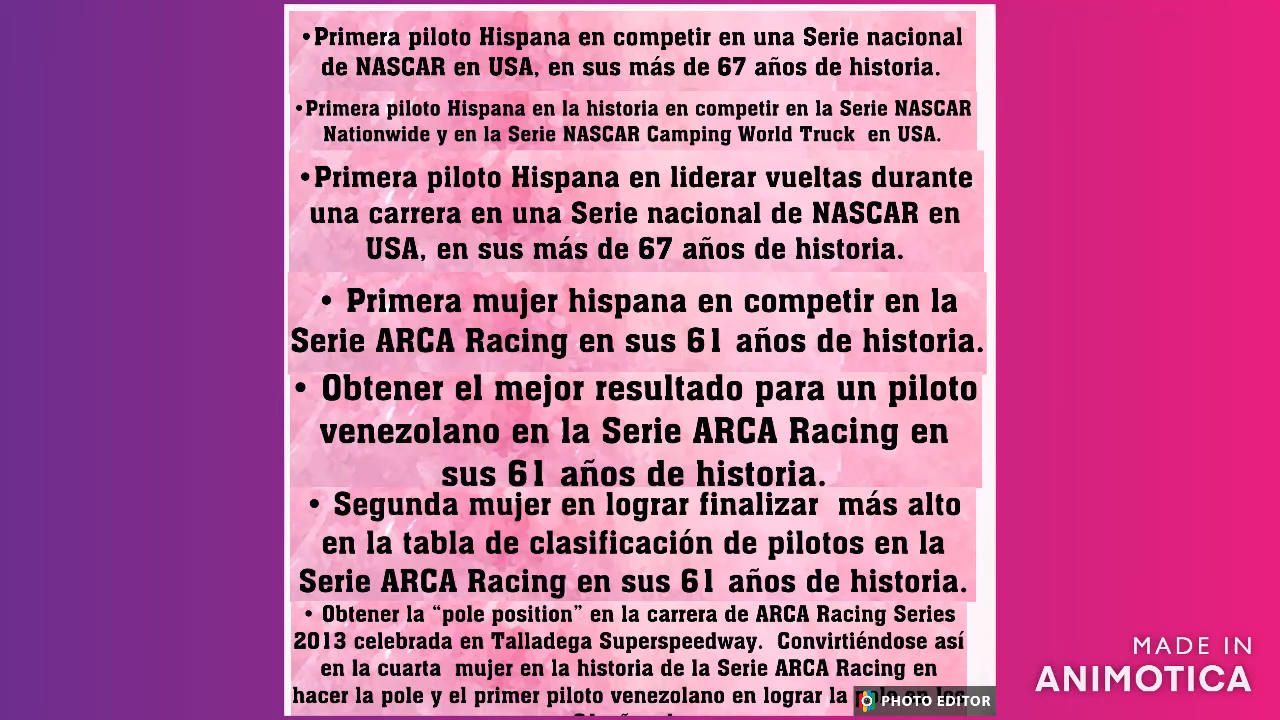 •Primera piloto Hispana en competir en una Serie nacional
de NASCAR en USA, en sus más de 67 años de historia.
•Primera piloto Hispana en la historia en competir en la Serie NASCAR
Nationwide y en la Serie NASCAR Camping World Truck en USA.
•Primera piloto Hispana en liderar vueltas durante
una carrera en una Serie nacional de NASCAR en
USA, en sus más de 67 años de historia.
• Primera mujer hispana en competir en la
Serie ARCA Racing en sus 61 años de historia.
• Obtener el mejor resultado para un piloto
venezolano en la Serie ARCA Racing en
sus 61 años de historia.
• Segunda mujer en lograr finalizar más alto
en la tabla de clasificación de pilotos en la
Serie ARCA Racing en sus 61 años de historia.
• Obtener la “pole position” en la carrera de ARCA Racing Series
2013 celebrada en Talladega Superspeedway. Convirtiéndose así
en la cuarta mujer en la historia de la Serie ARCA Racing en
hacer la pole y el primer piloto venezolano en lograr la
PHOTO EDITOR
MADE IN
ANIMOTICA